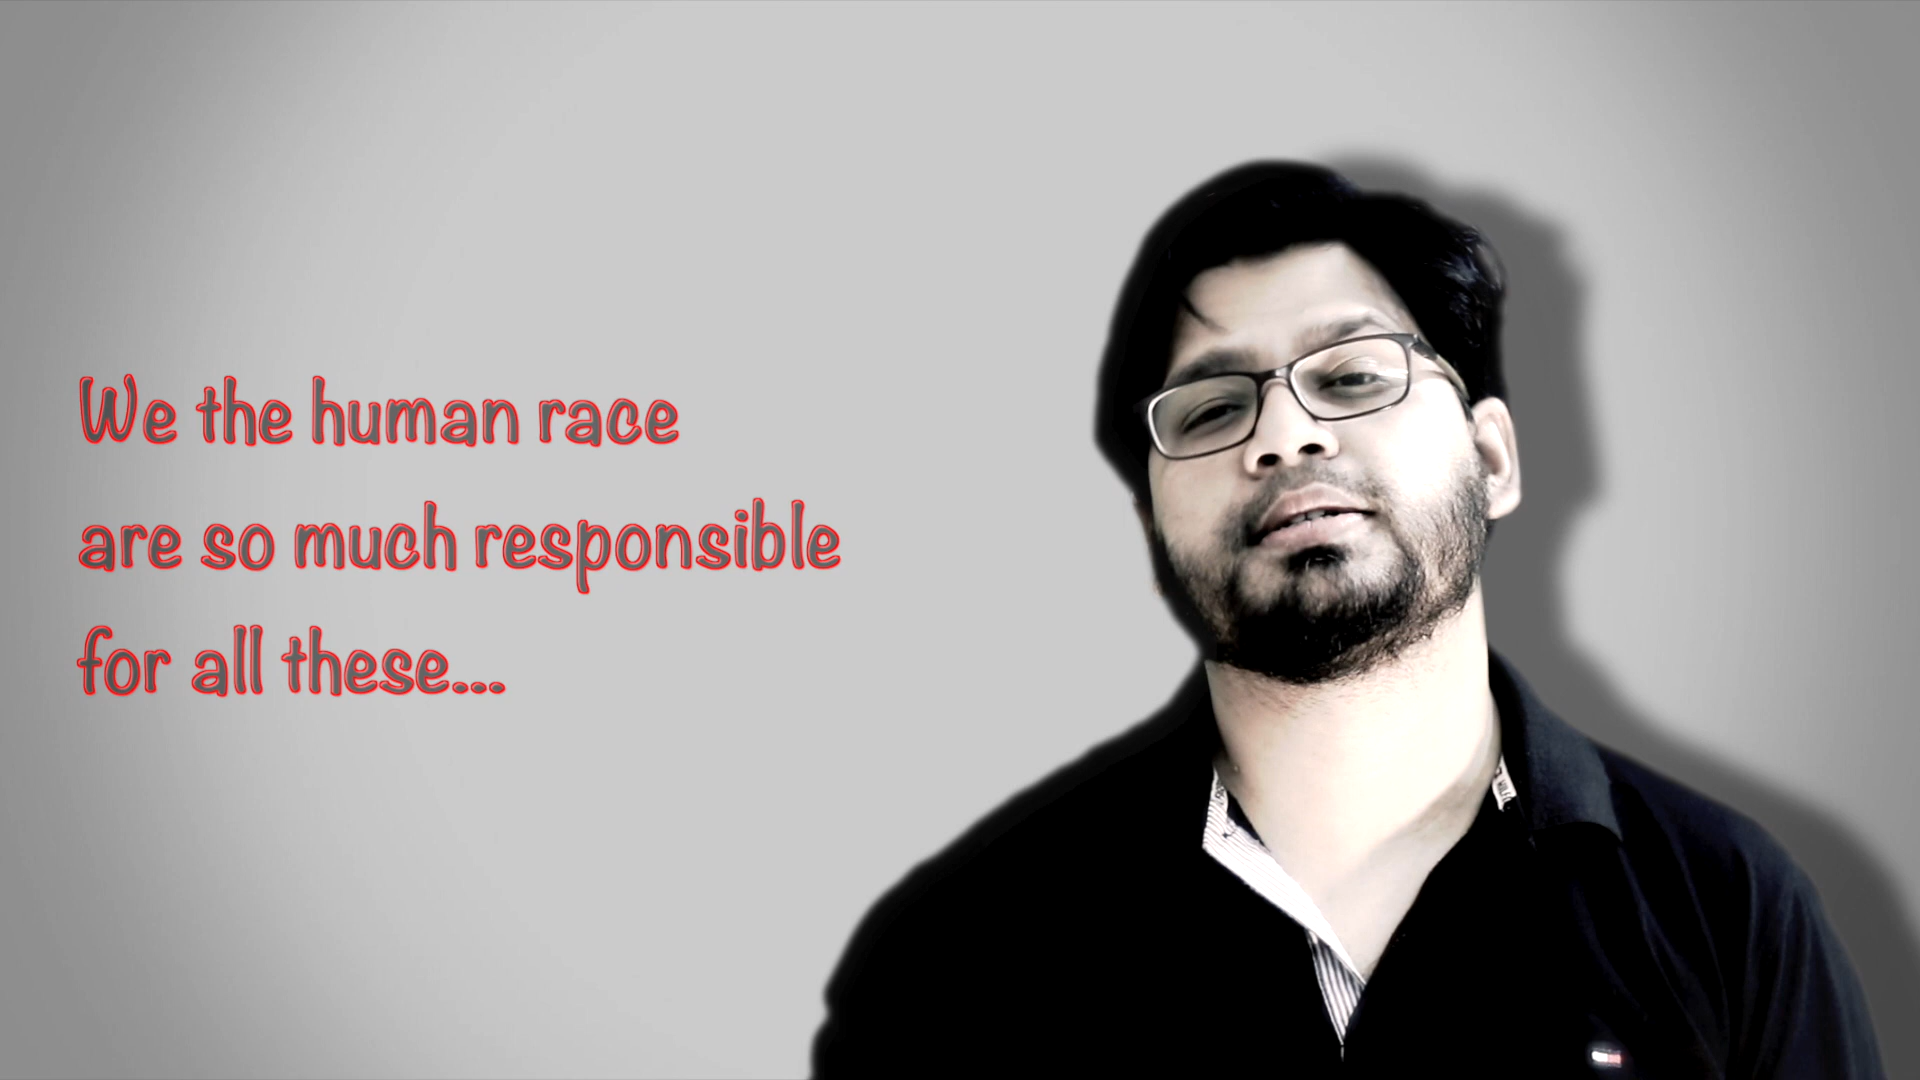 We the human race
are so much responsible
for all these...